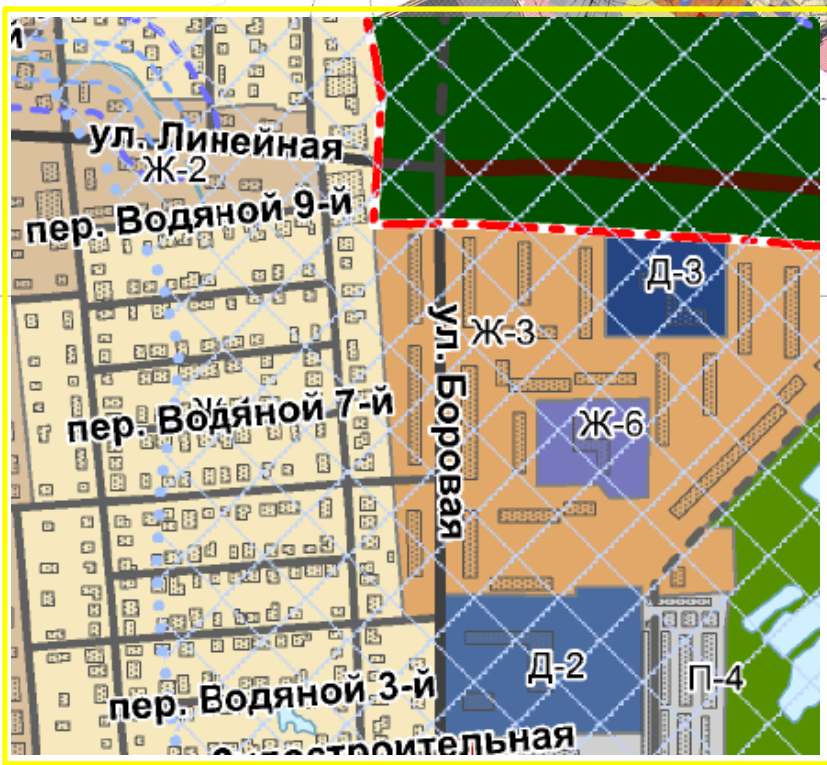 й
ул. Линейная
Ж-2
пер. Водяной 9-й
Д-3
Ж-3
ул. Боровая
пер. Водяной 7-й
Ж-6
Д-2
П-4
пер. Водяной 3-й